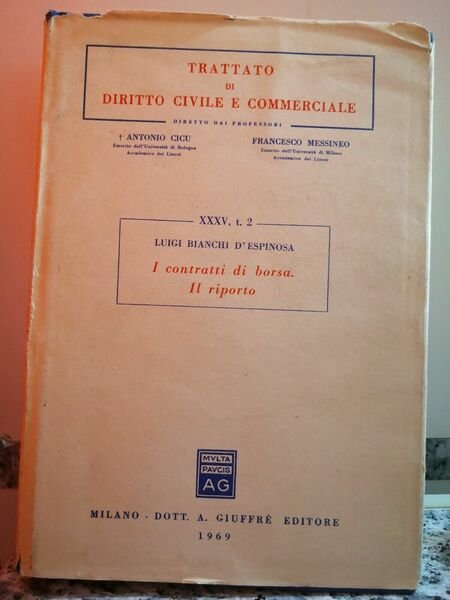 TRATTATO
DI
DIRITTO CIVILE E COMMERCIALE
DIRETTO DAI PROFESSORI
† ANTONIO CICU
Emerito dell'Università di Bologna
Accademico dei Lincei
FRANCESCO MESSINEO
Emerito dell'Università di Milano
Accademico dei Lincei
XXXV, t. 2
LUIGI BIANCHI D'ESPINOSA
I contratti di borsa.
Il riporto
MVLTA
PAVCIS
AG
MILANO - DOTT. A. GIUFFRÈ EDITORE
1969